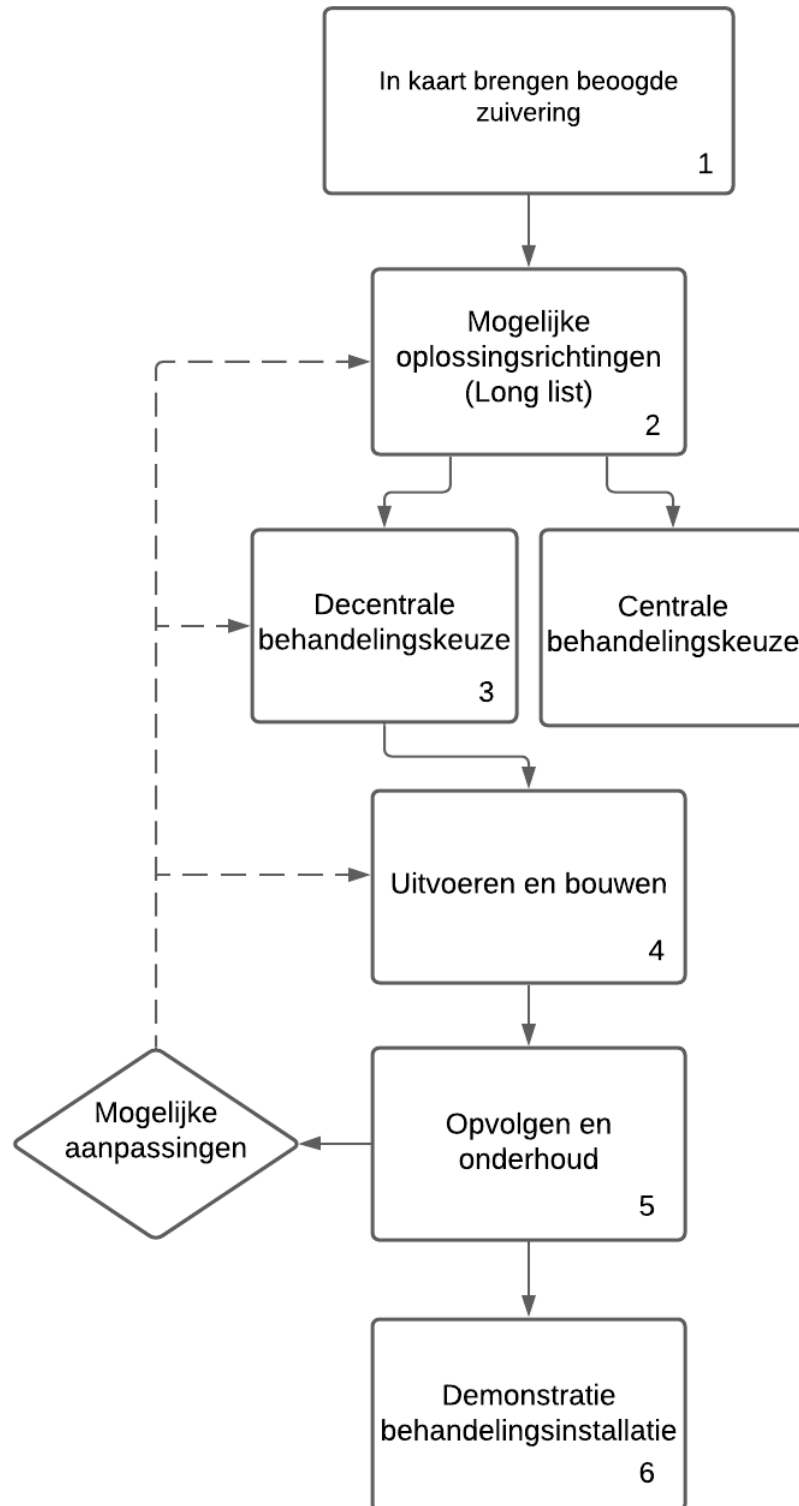 In kaart brengen beoogde
zuivering
1
Mogelijke
oplossingsrichtingen
(Long list)
2
Decentrale
behandelingskeuze
3
Centrale
behandelingskeuze
Uitvoeren en bouwen
4
Mogelijke
aanpassingen
Opvolgen en
onderhoud
5
Demonstratie
behandelingsinstallatie
6